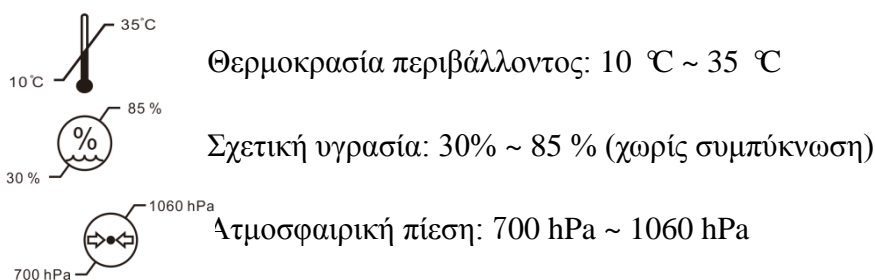 35°C
10°C
Θερμοκρασία περιβάλλοντος: 10 ℃ ~ 35 ℃
85 %
%
30 %
Σχετική υγρασία: 30% ~ 85 % (χωρίς συμπύκνωση)
1060 hPa
700 hPa
Ατμοσφαιρική πίεση: 700 hPa ~ 1060 hPa